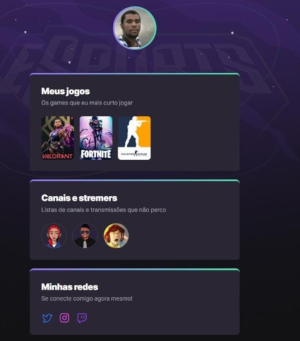 ESPORTS
Meus jogos
Os games que eu mais curto jogar
VALORANT
FORTNITE
Canais e stremers
Listas de canais e transmissões que não perco
Minhas redes
Se conecte comigo agora mesmo!